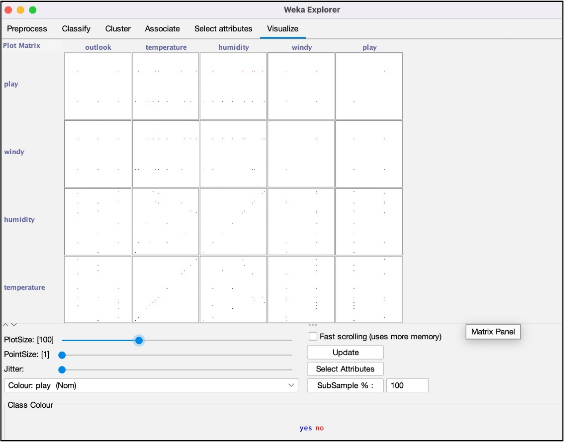 Weka Explorer
Preprocess Classify Cluster Associate Select attributes Visualize
Plot Matrix outlook temperature humidity windy play
play
windy
humidity
temperature
PlotSize: [100]
Fast scrolling (uses more memory)
Matrix Panel
PointSize: [1]
Update
Jitter:
Select Attributes
Colour: play (Nom)
SubSample % : 100
Class Colour
yes no